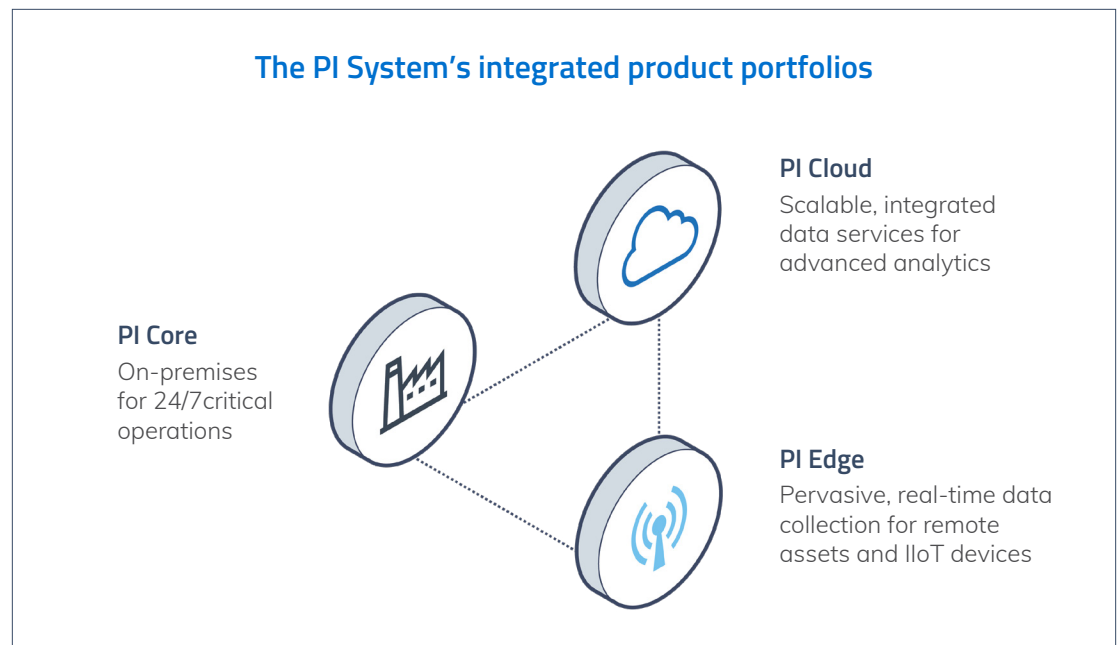 The PI System's integrated product portfolios
PI Cloud
Scalable, integrated
data services for
advanced analytics
PI Core
On-premises
for 24/7critical
operations
PI Edge
Pervasive, real-time data
collection for remote
assets and IIoT devices